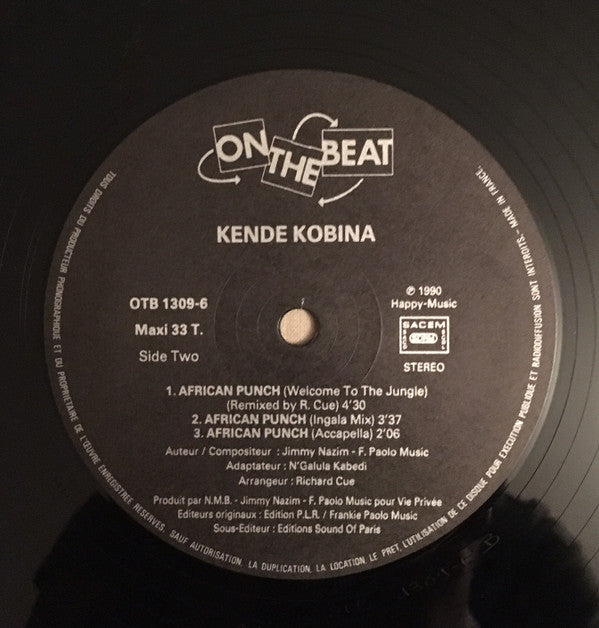 ON THE BEAT
KENDE KOBINA
OTB 1309-6
Maxi 33 T.
Side Two
℗ 1990
Happy-Music
SACEM
STEREO
1. AFRICAN PUNCH (Welcome To The Jungle)
(Remixed by R. Cue) 4'30
2. AFRICAN PUNCH (Ingala Mix) 3'37
3. AFRICAN PUNCH (Accapella) 2'06
Auteur / Compositeur : Jimmy Nazim - F. Paolo Music
Adaptateur : N'Galula Kabedi
Arrangeur : Richard Cue
Produit par N.M.B. - Jimmy Nazim - F. Paolo Music pour Vie Privée
Editeurs originaux : Edition P.L.R. / Frankie Paolo Music
Sous-Editeur : Editions Sound Of Paris
TOUS DROITS DU PRODUCTEUR PHONOGRAPHIQUE ET DU PROPRIETAIRE DE L'ŒUVRE ENREGISTREE RESERVES. SAUF AUTORISATION, LA DUPLICATION, LA LOCATION, LE PRET, L'UTILISATION DE CE DISQUE POUR EXECUTION PUBLIQUE ET RADIODIFFUSION SONT INTERDITS. - MADE IN FRANCE.